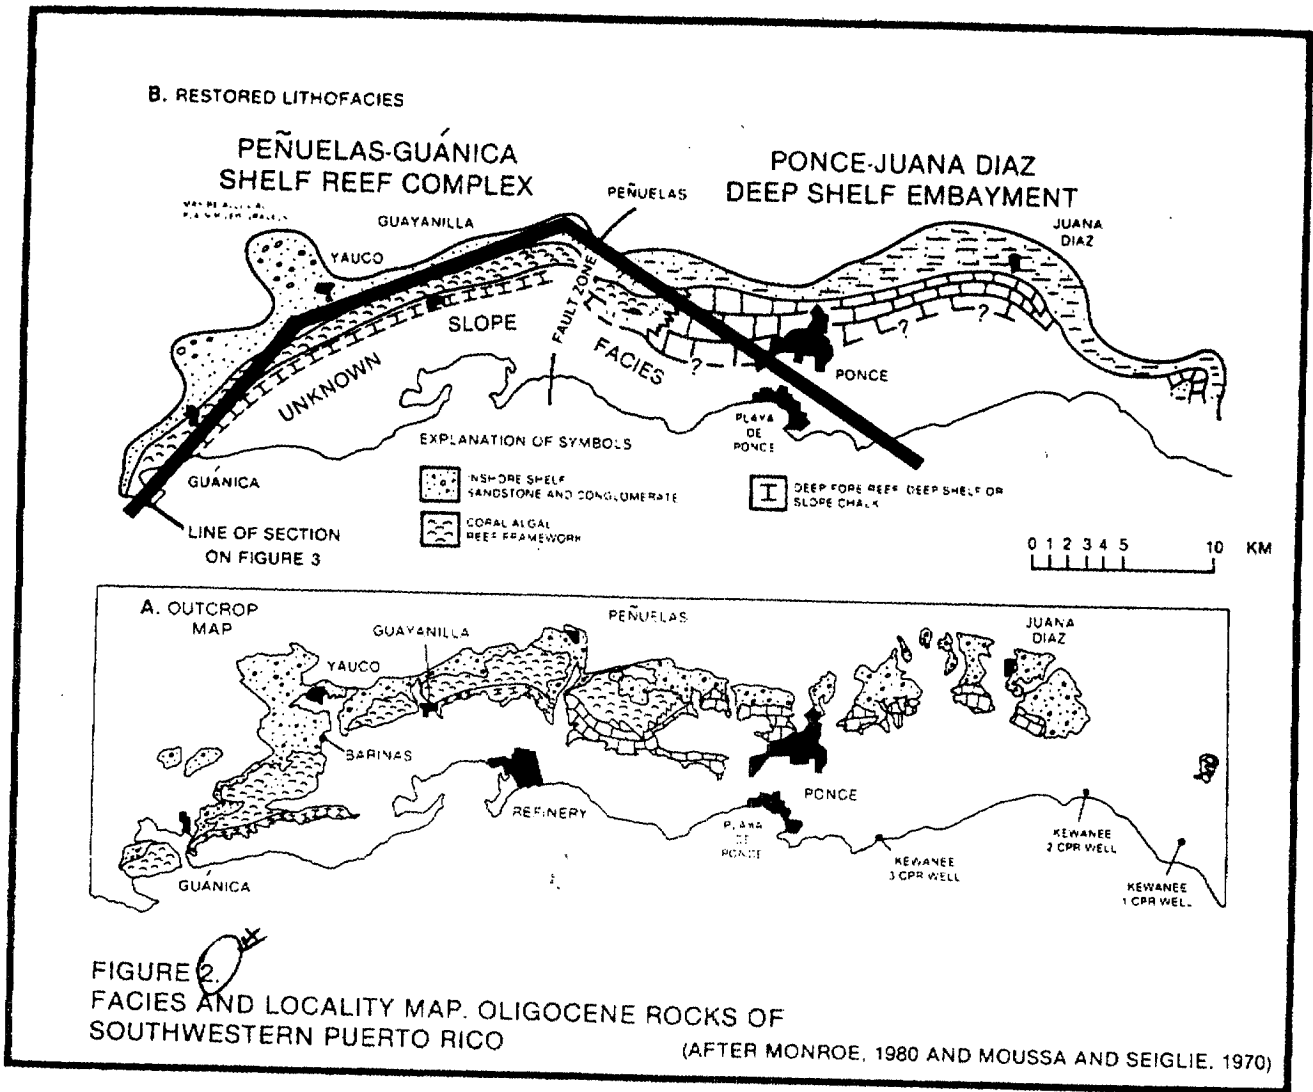 B. RESTORED LITHOFACIES
PEÑUELAS-GUÁNICA
SHELF REEF COMPLEX
PONCE-JUANA DIAZ
DEEP SHELF EMBAYMENT
PEÑUELAS
GUAYANILLA
JUANA
DIAZ
YAUCO
FAULT ZONE
SLOPE
FACIES
UNKNOWN
?
?
?
PONCE
PLAYA
DE
PONCE
GUÁNICA
EXPLANATION OF SYMBOLS
INSHORE SHELF
SANDSTONE AND CONGLOMERATE
CORAL ALGAL
REEF FRAMEWORK
DEEP FORE REEF, DEEP SHELF OR
SLOPE CHALK
LINE OF SECTION
ON FIGURE 3
0 1 2 3 4 5 10 KM
A. OUTCROP
MAP
GUAYANILLA
PEÑUELAS
JUANA
DIAZ
YAUCO
BARINAS
REFINERY
PONCE
PLAYA
DE
PONCE
KEWANEE
3 CPR WELL
KEWANEE
2 CPR WELL
KEWANEE
1 CPR WELL
GUÁNICA
FIGURE 2.
FACIES AND LOCALITY MAP. OLIGOCENE ROCKS OF
SOUTHWESTERN PUERTO RICO
(AFTER MONROE, 1980 AND MOUSSA AND SEIGLIE. 1970)